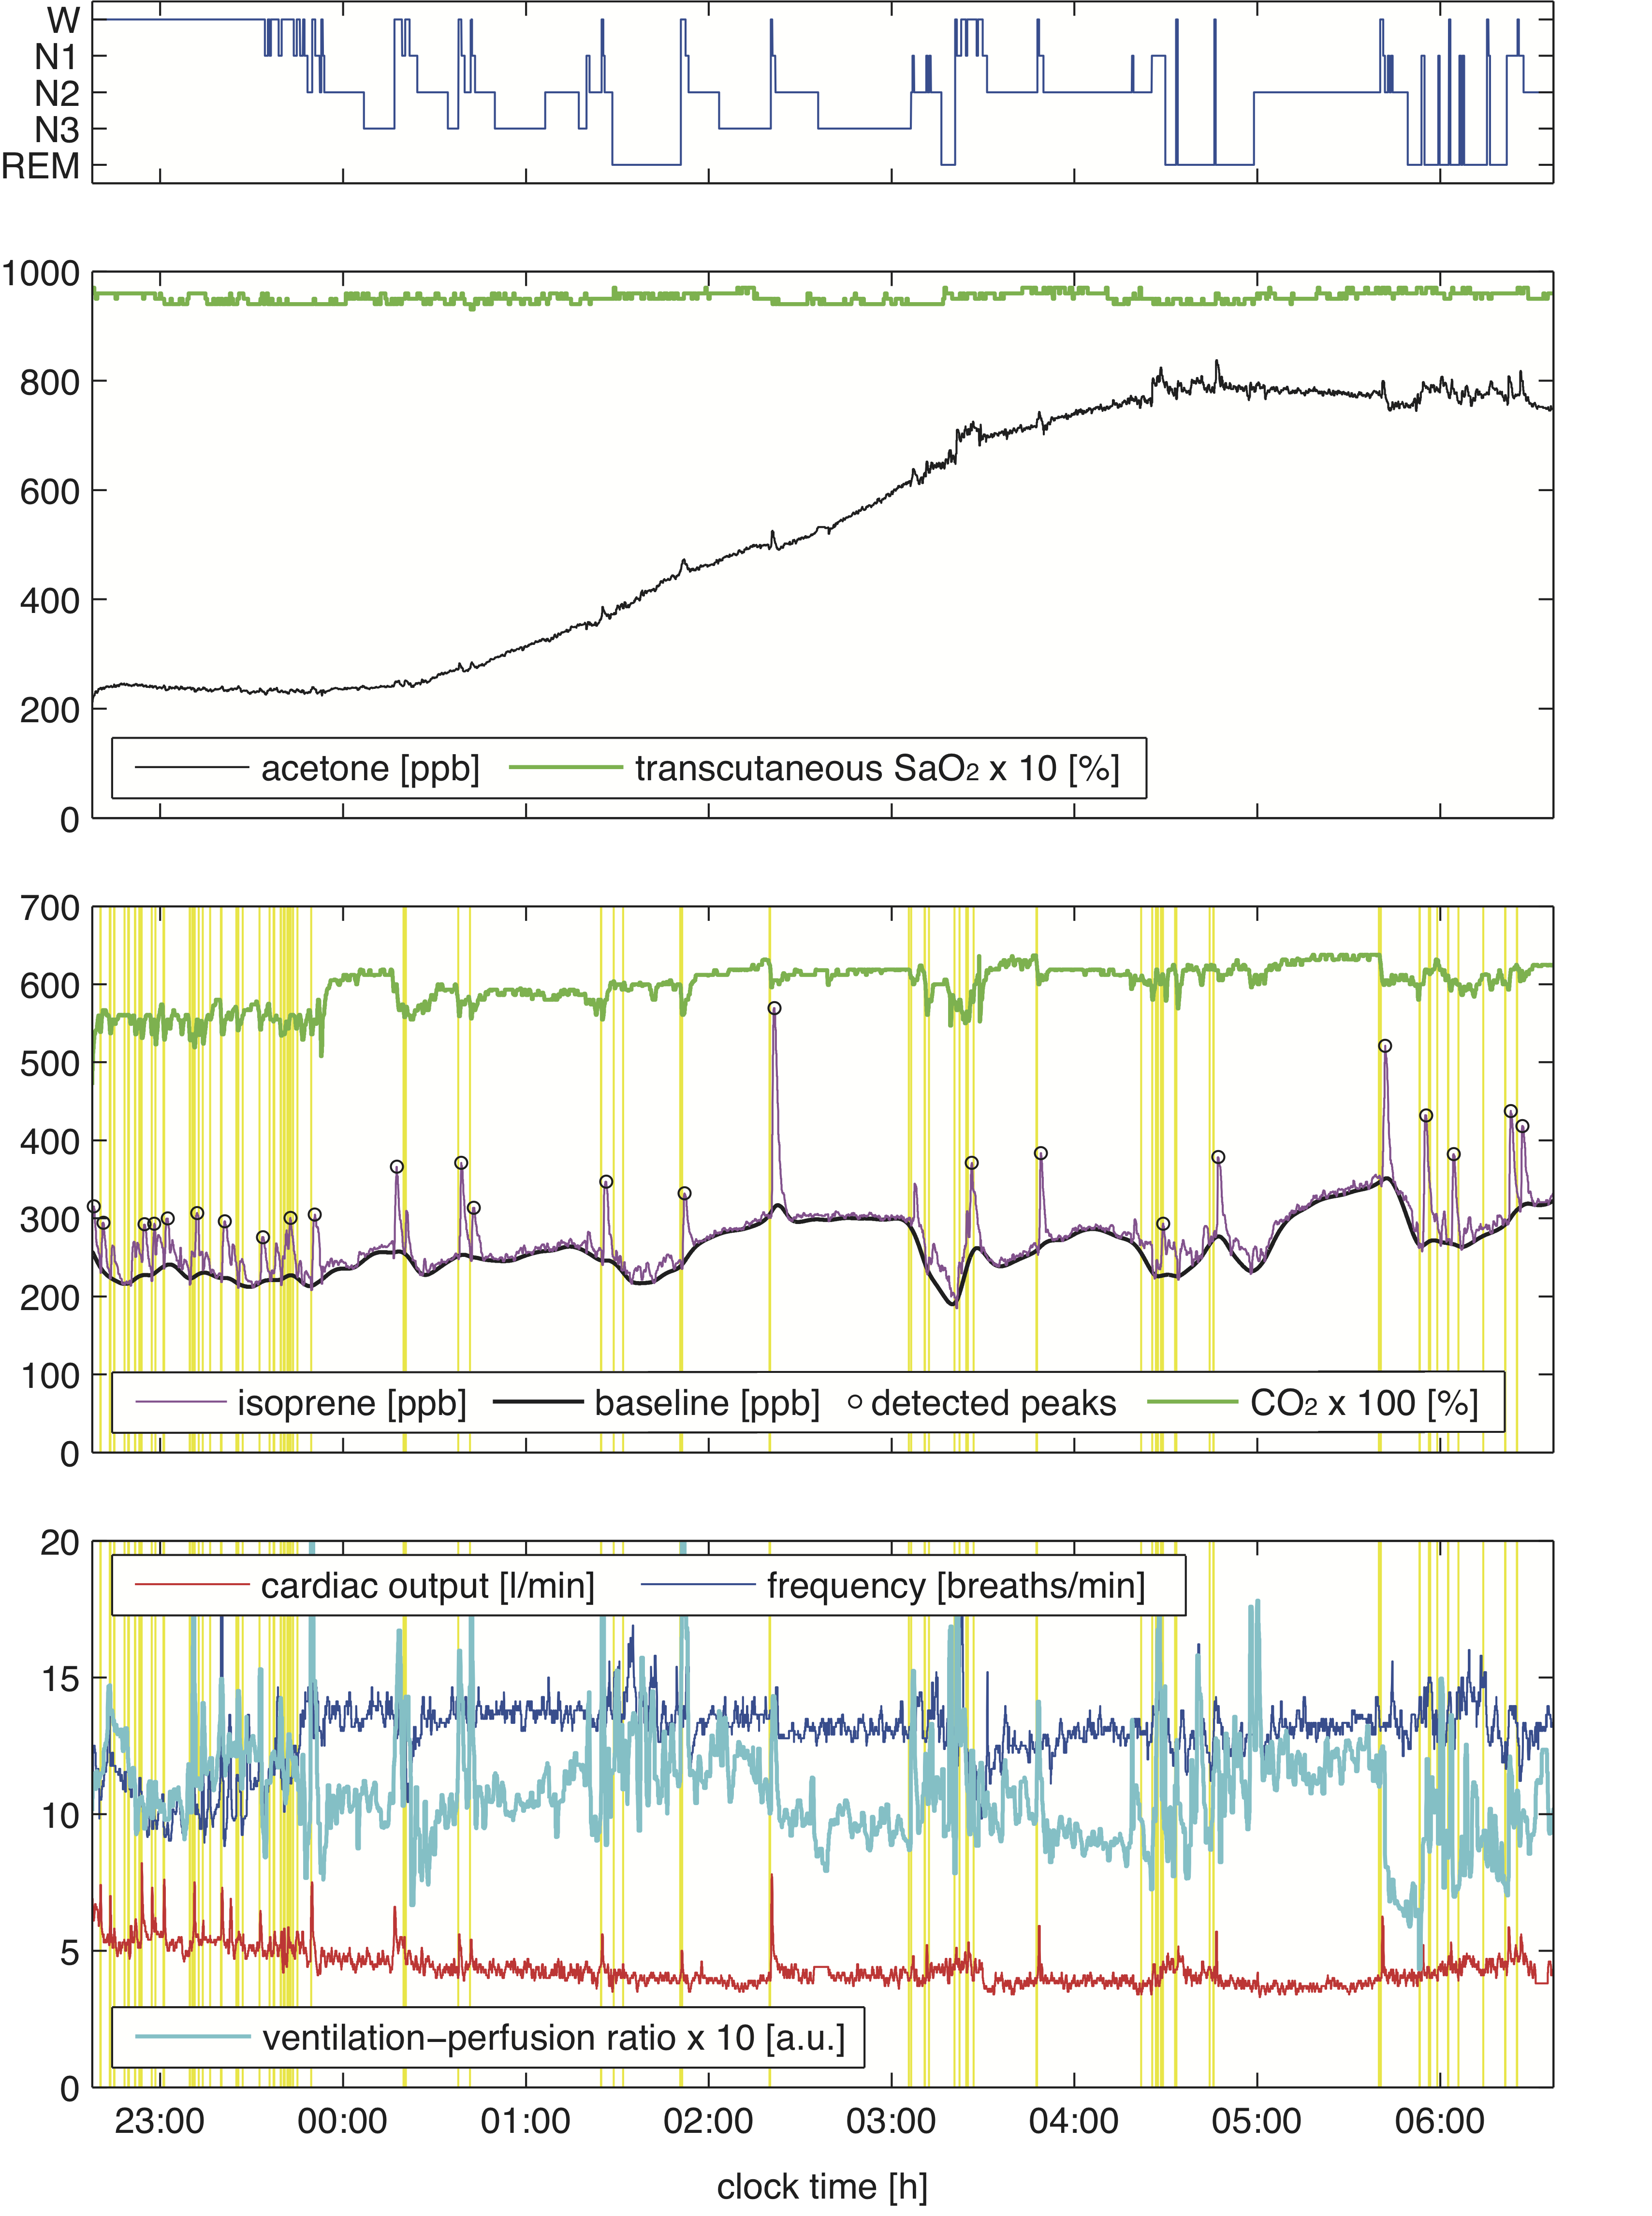 W
N1
N2
N3
REM
1000
800
600
400
200
0
acetone [ppb] transcutaneous SaO2 x 10 [%]
700
600
500
400
300
200
100
0
isoprene [ppb] baseline [ppb] detected peaks CO2 x 100 [%]
20
15
10
5
0
cardiac output [l/min] frequency [breaths/min]
ventilation–perfusion ratio x 10 [a.u.]
23:00 00:00 01:00 02:00 03:00 04:00 05:00 06:00
clock time [h]